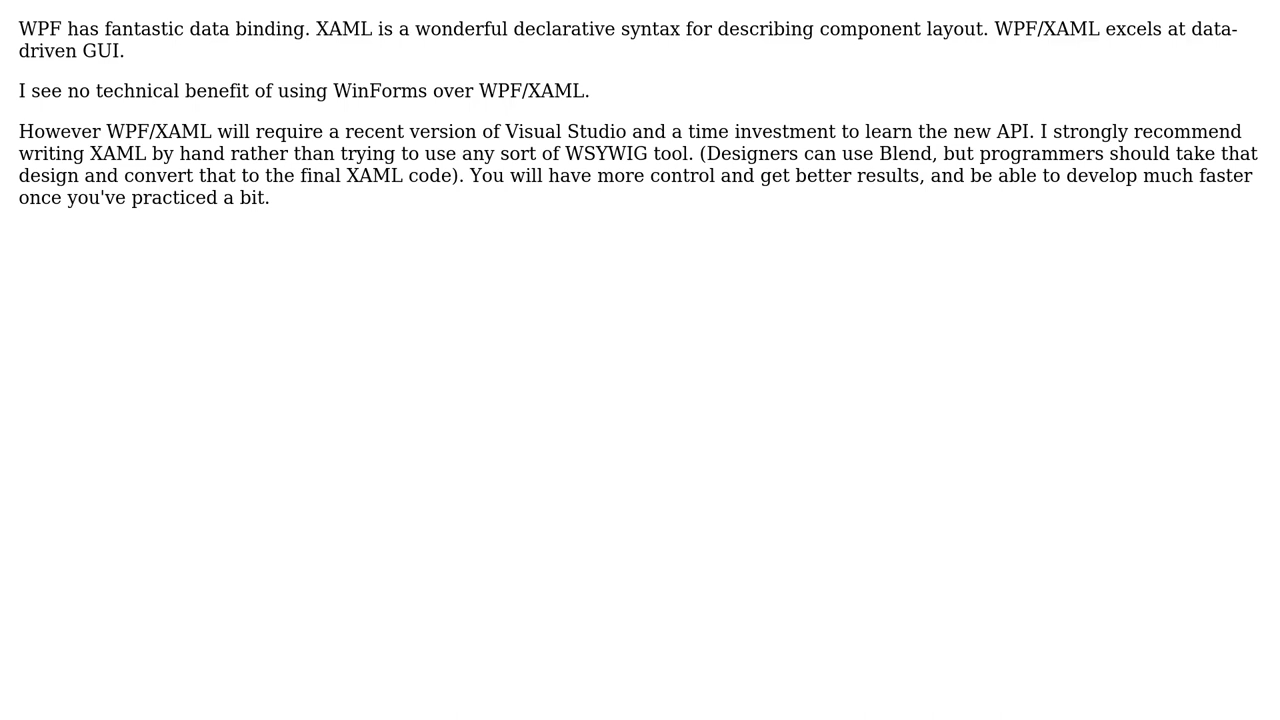 WPF has fantastic data binding. XAML is a wonderful declarative syntax for describing component layout. WPF/XAML excels at data-
driven GUI.
I see no technical benefit of using WinForms over WPF/XAML.
However WPF/XAML will require a recent version of Visual Studio and a time investment to learn the new API. I strongly recommend
writing XAML by hand rather than trying to use any sort of WSYWIG tool. (Designers can use Blend, but programmers should take that
design and convert that to the final XAML code). You will have more control and get better results, and be able to develop much faster
once you've practiced a bit.